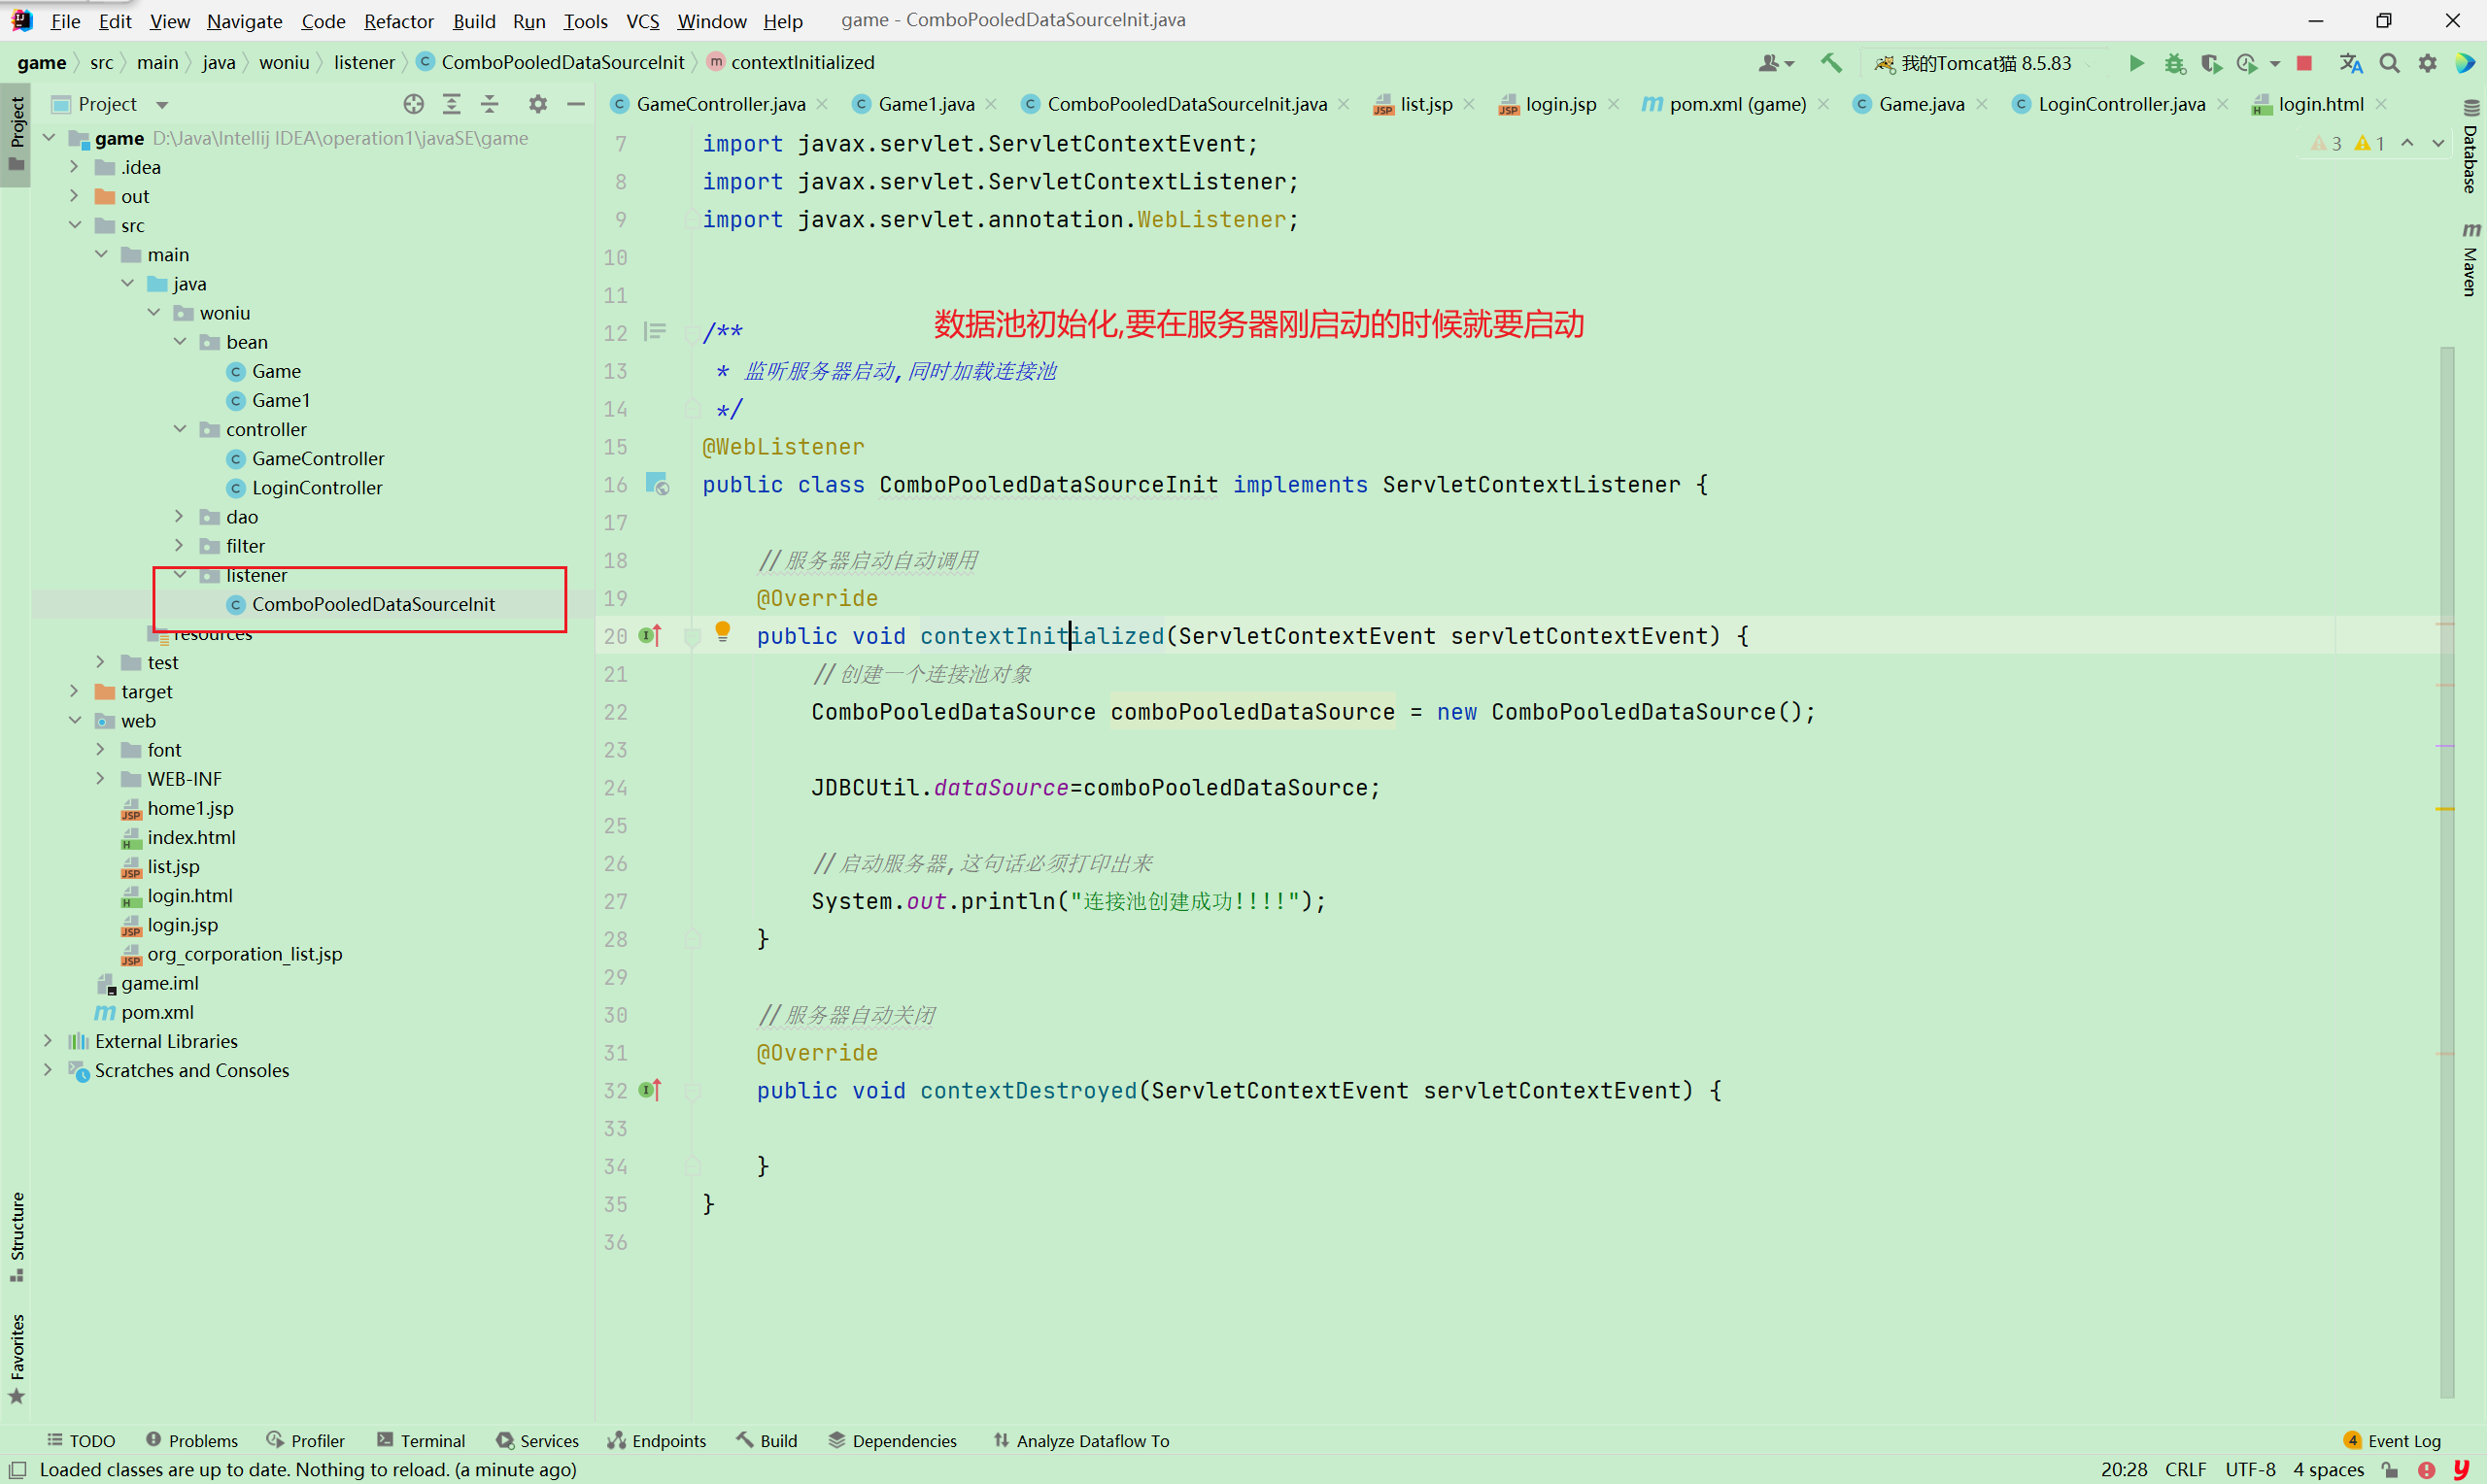 File Edit View Navigate Code Refactor Build Run Tools VCS Window Help game - ComboPooledDataSourceInit.java
game src main java woniu listener ComboPooledDataSourceInit contextInitialized 我的Tomcat猫 8.5.83
Project
GameController.java Game1.java ComboPooledDataSourceInit.java list.jsp login.jsp pom.xml (game) Game.java LoginController.java login.html
Project
game D:\Java\Intellij IDEA\operation1\javaSE\game
.idea
out
src
main
java
woniu
bean
Game
Game1
controller
GameController
LoginController
dao
filter
listener
ComboPooledDataSourceInit
resources
test
target
web
font
WEB-INF
home1.jsp
index.html
list.jsp
login.html
login.jsp
org_corporation_list.jsp
game.iml
pom.xml
External Libraries
Scratches and Consoles
Structure
Favorites
3 1
7 import javax.servlet.ServletContextEvent;
8 import javax.servlet.ServletContextListener;
9 import javax.servlet.annotation.WebListener;
10
11
数据池初始化,要在服务器刚启动的时候就要启动
12 /**
13 * 监听服务器启动,同时加载连接池
14 */
15 @WebListener
16 public class ComboPooledDataSourceInit implements ServletContextListener {
17
18 //服务器启动自动调用
19 @Override
20 public void contextInitialized(ServletContextEvent servletContextEvent) {
21 //创建一个连接池对象
22 ComboPooledDataSource comboPooledDataSource = new ComboPooledDataSource();
23
24 JDBCUtil.dataSource=comboPooledDataSource;
25
26 //启动服务器,这句话必须打印出来
27 System.out.println("连接池创建成功!!!!");
28 }
29
30 //服务器自动关闭
31 @Override
32 public void contextDestroyed(ServletContextEvent servletContextEvent) {
33
34 }
35 }
36
Database
Maven
TODO Problems Profiler Terminal Services Endpoints Build Dependencies Analyze Dataflow To 4 Event Log
Loaded classes are up to date. Nothing to reload. (a minute ago) 20:28 CRLF UTF-8 4 spaces